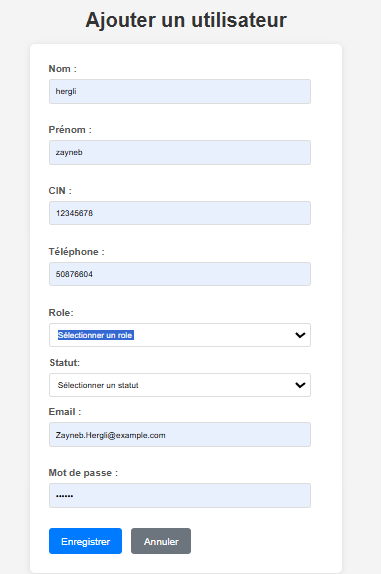 Ajouter un utilisateur
Nom :
hergli
Prénom :
zayneb
CIN :
12345678
Téléphone :
50876604
Role:
Sélectionner un role
Statut:
Sélectionner un statut
Email :
Zayneb.Hergli@example.com
Mot de passe :
••••••
Enregistrer Annuler